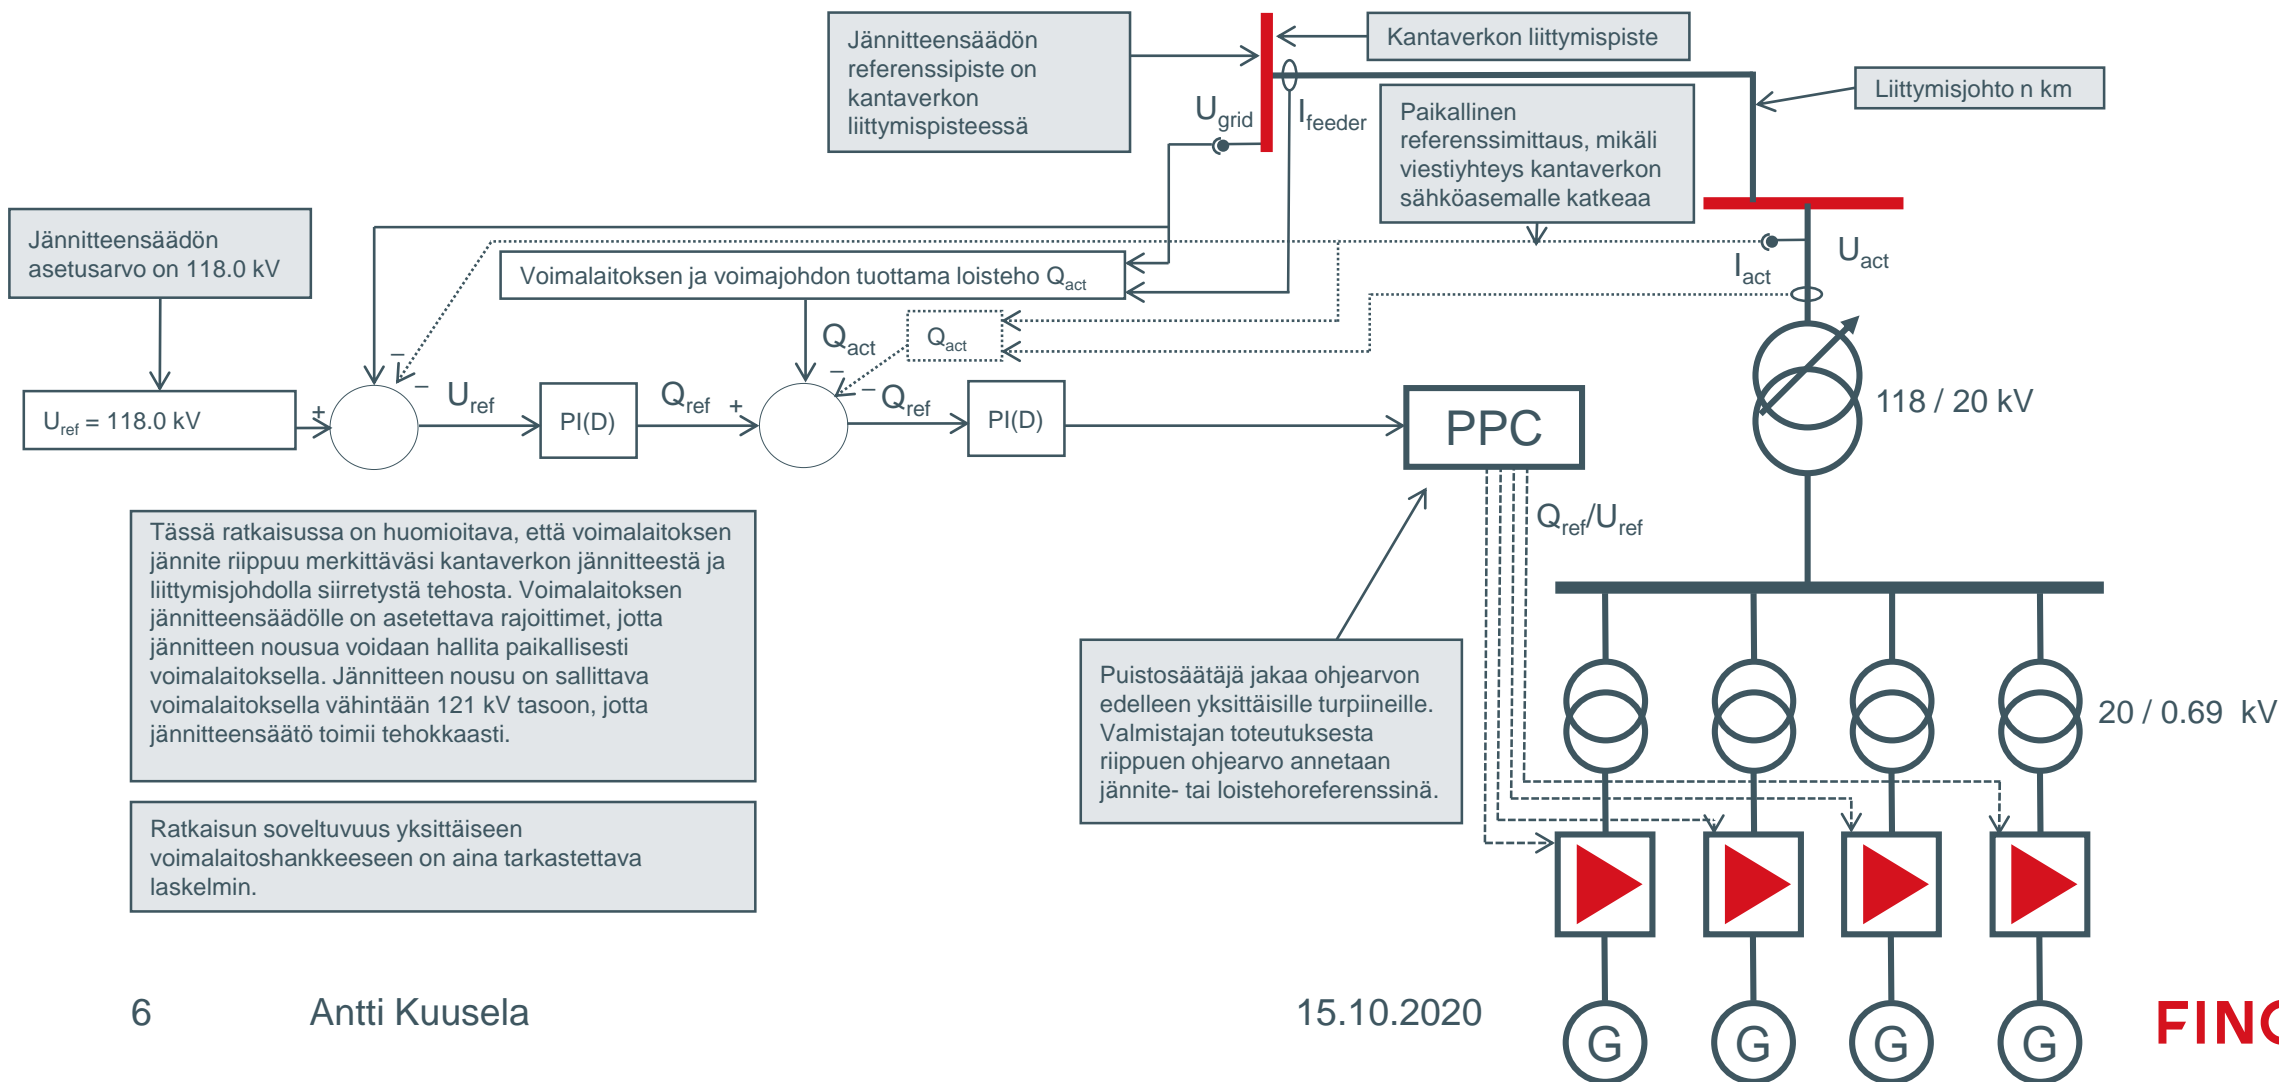 Jännitteensäädön
referenssipiste on
kantaverkon
liittymispisteessä
Kantaverkon liittymispiste
Liittymisjohto n km
U_grid
I_feeder
Paikallinen
referenssimittaus, mikäli
viestiyhteys kantaverkon
sähköasemalle katkeaa
Jännitteensäädön
asetusarvo on 118.0 kV
Voimalaitoksen ja voimajohdon tuottama loisteho Q_act
U_act
I_act
Q_act
Q_act
U_ref = 118.0 kV
+
–
–
U_ref
PI(D)
Q_ref
+
–
–
Q_ref
PI(D)
PPC
118 / 20 kV
Q_ref/U_ref
Tässä ratkaisussa on huomioitava, että voimalaitoksen
jännite riippuu merkittäväsi kantaverkon jännitteestä ja
liittymisjohdolla siirretystä tehosta. Voimalaitoksen
jännitteensäädölle on asetettava rajoittimet, jotta
jännitteen nousua voidaan hallita paikallisesti
voimalaitoksella. Jännitteen nousu on sallittava
voimalaitoksella vähintään 121 kV tasoon, jotta
jännitteensäätö toimii tehokkaasti.
Puistosäätäjä jakaa ohjearvon
edelleen yksittäisille turpiineille.
Valmistajan toteutuksesta
riippuen ohjearvo annetaan
jännite- tai loistehoreferenssinä.
20 / 0.69 kV
Ratkaisun soveltuvuus yksittäiseen
voimalaitoshankkeeseen on aina tarkastettava
laskelmin.
6
Antti Kuusela
15.10.2020
G
G
G
G